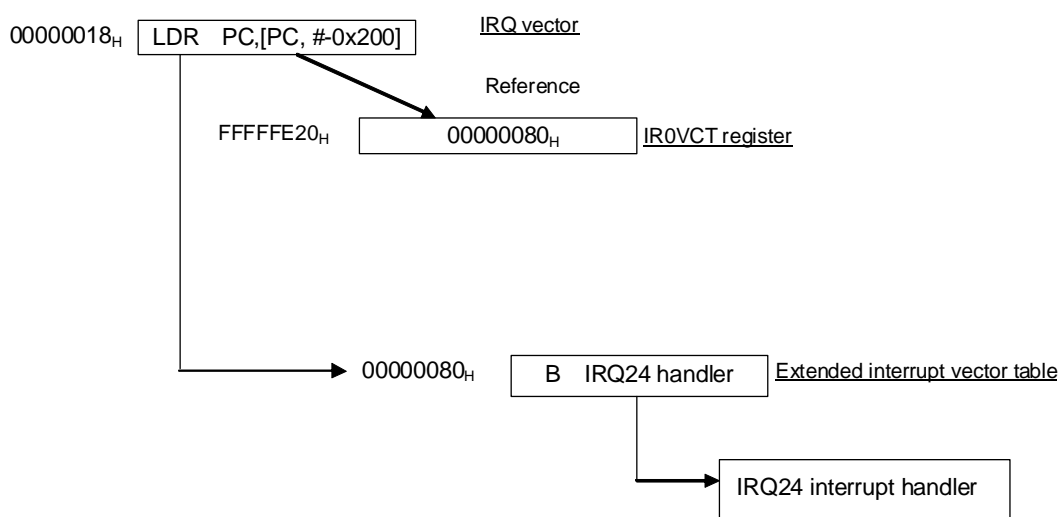 IRQ vector
00000018H LDR PC,[PC, #-0x200]
Reference
FFFFFE20H 00000080H IR0VCT register
00000080H B IRQ24 handler Extended interrupt vector table
IRQ24 interrupt handler